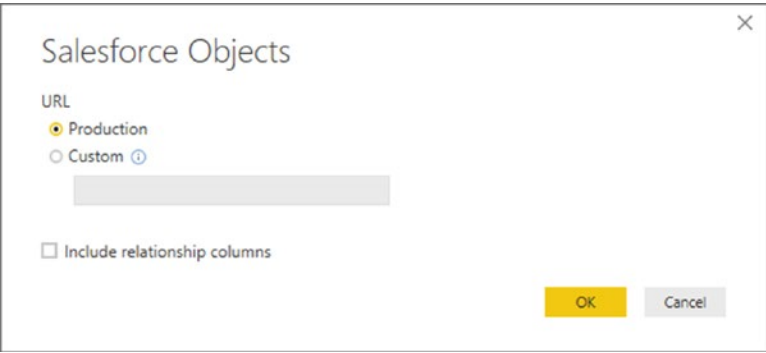 Salesforce Objects
URL
Production
Custom
Include relationship columns
OK Cancel